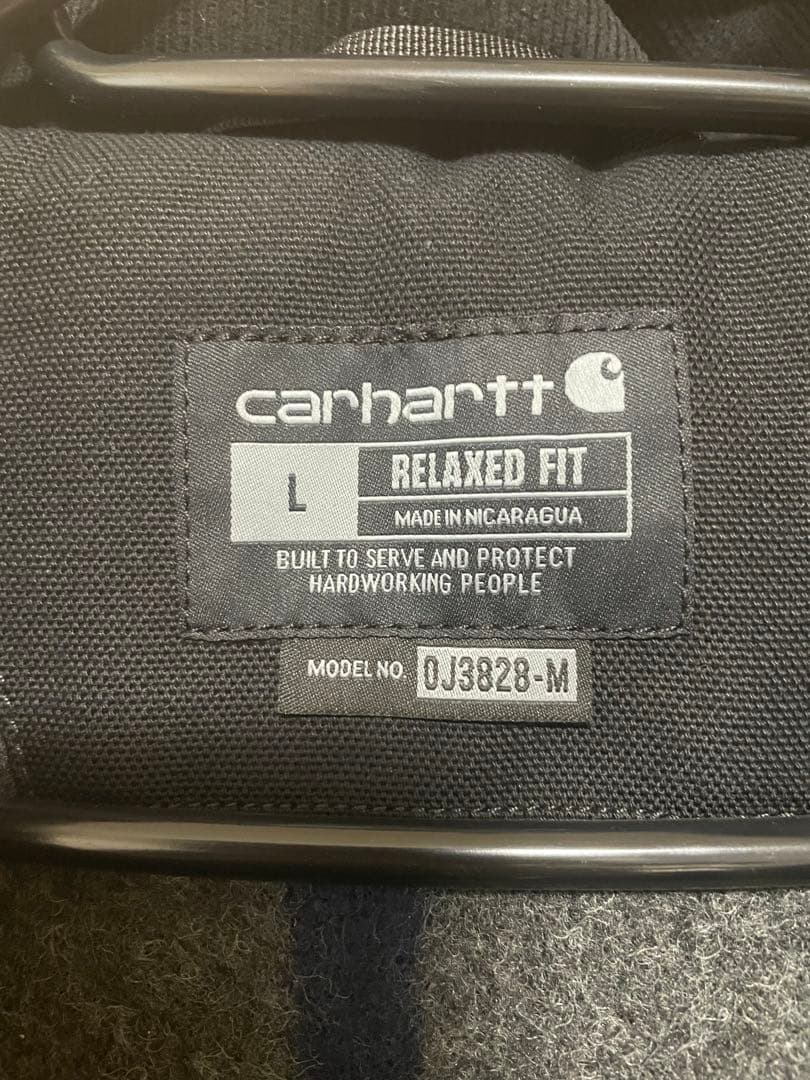 carhartt
L
RELAXED FIT
MADE IN NICARAGUA
BUILT TO SERVE AND PROTECT
HARDWORKING PEOPLE
MODEL NO. OJ3828-M